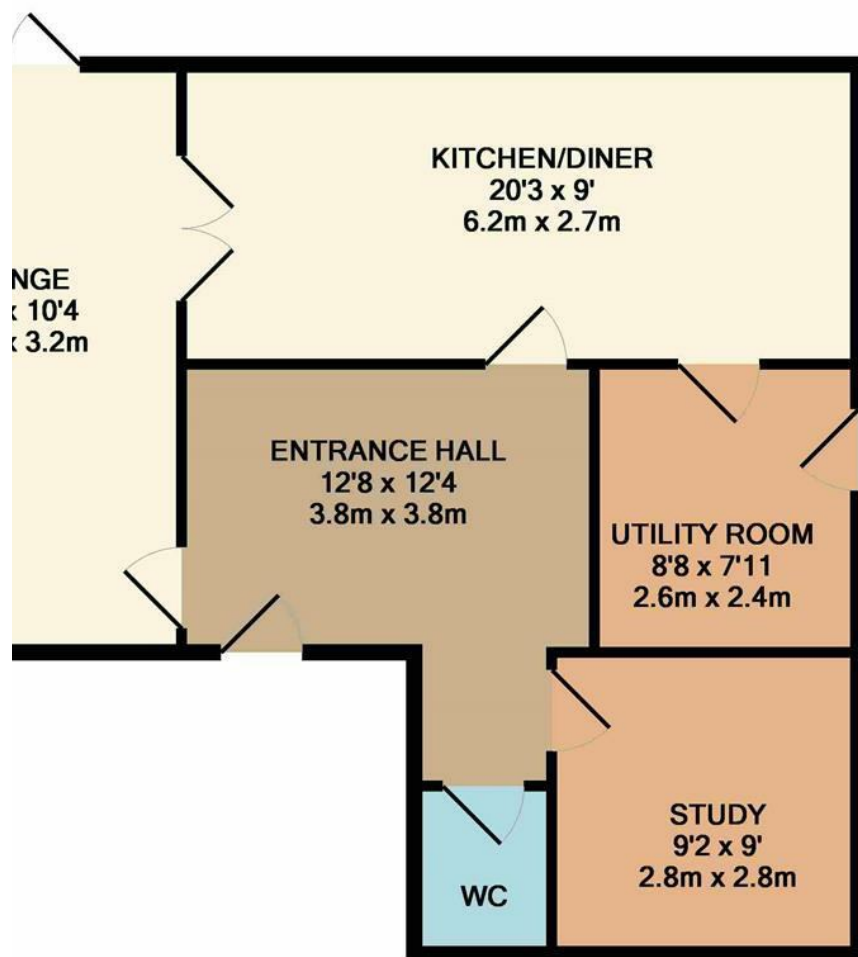 KITCHEN/DINER
20'3 x 9'
6.2m x 2.7m
NGE
x 10'4
x 3.2m
ENTRANCE HALL
12'8 x 12'4
3.8m x 3.8m
UTILITY ROOM
8'8 x 7'11
2.6m x 2.4m
STUDY
9'2 x 9'
2.8m x 2.8m
WC